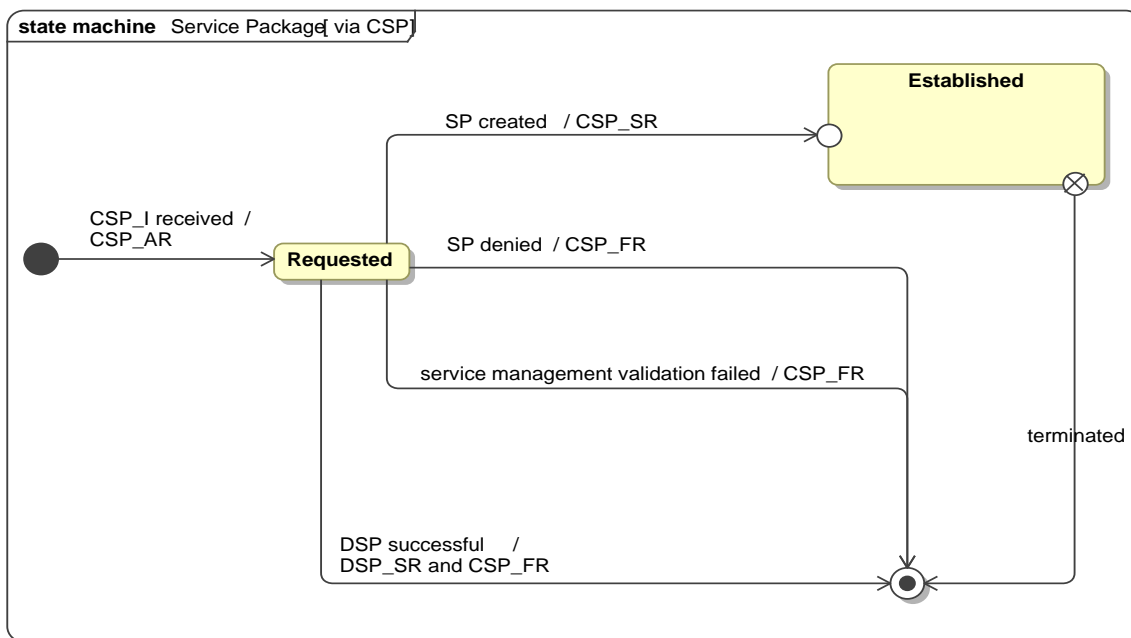 state machine Service Package[ via CSP]
Established
SP created / CSP_SR
CSP_I received /
CSP_AR
SP denied / CSP_FR
Requested
service management validation failed / CSP_FR
terminated
DSP successful /
DSP_SR and CSP_FR